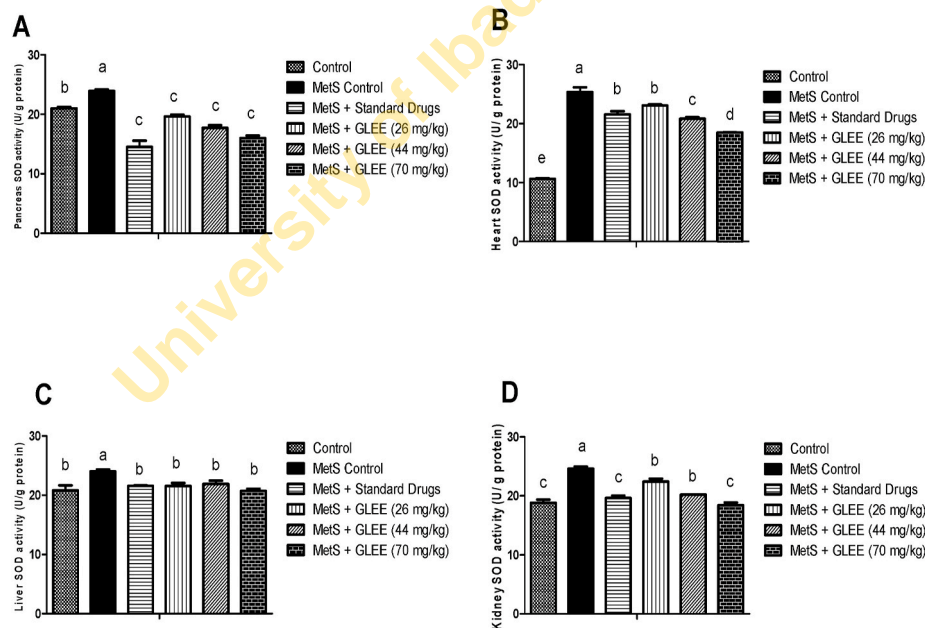 A
30
20
10
0
Pancreas SOD activity (U/ g protein)
b
a
c
c
c
c
Control
MetS Control
MetS + Standard Drugs
MetS + GLEE (26 mg/kg)
MetS + GLEE (44 mg/kg)
MetS + GLEE (70 mg/kg)
B
30
20
10
0
Heart SOD activity (U/ g protein)
e
a
b
b
c
d
Control
MetS Control
MetS + Standard Drugs
MetS + GLEE (26 mg/kg)
MetS + GLEE (44 mg/kg)
MetS + GLEE (70 mg/kg)
University of Ibad
C
30
20
10
0
Liver SOD activity (U/g protein)
b
a
b
b
b
b
Control
MetS Control
MetS + Standard Drugs
MetS + GLEE (26 mg/kg)
MetS + GLEE (44 mg/kg)
MetS + GLEE (70 mg/kg)
D
30
20
10
0
Kidney SOD activity (U/ g protein)
c
a
c
b
b
c
Control
MetS Control
MetS + Standard Drugs
MetS + GLEE (26 mg/kg)
MetS + GLEE (44 mg/kg)
MetS + GLEE (70 mg/kg)